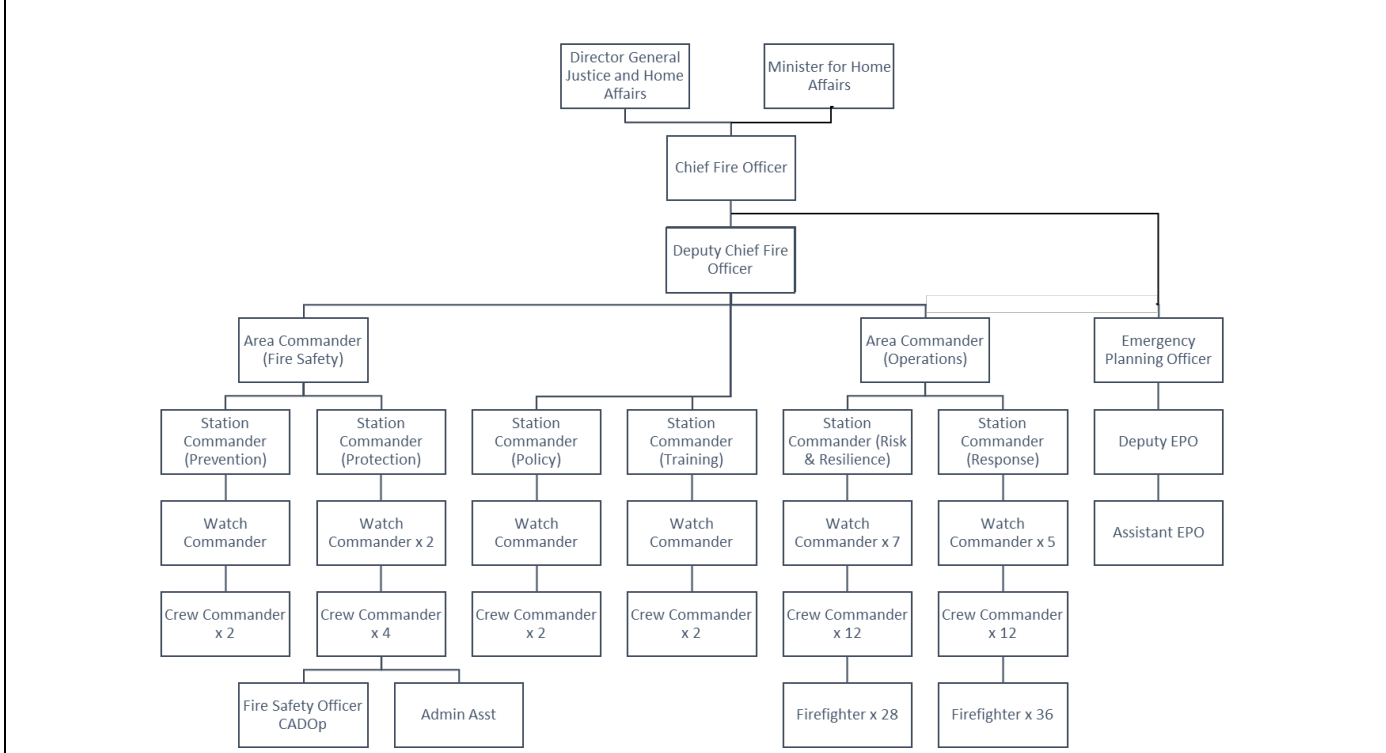 Director General
Justice and Home
Affairs
Minister for Home
Affairs
Chief Fire Officer
Deputy Chief Fire
Officer
Area Commander
(Fire Safety)
Area Commander
(Operations)
Emergency
Planning Officer
Station
Commander
(Prevention)
Station
Commander
(Protection)
Station
Commander
(Policy)
Station
Commander
(Training)
Station
Commander (Risk
& Resilience)
Station
Commander
(Response)
Deputy EPO
Watch
Commander
Watch
Commander x 2
Watch
Commander
Watch
Commander
Watch
Commander x 7
Watch
Commander x 5
Assistant EPO
Crew Commander
x 2
Crew Commander
x 4
Crew Commander
x 2
Crew Commander
x 2
Crew Commander
x 12
Crew Commander
x 12
Fire Safety Officer
CADOp
Admin Asst
Firefighter x 28
Firefighter x 36